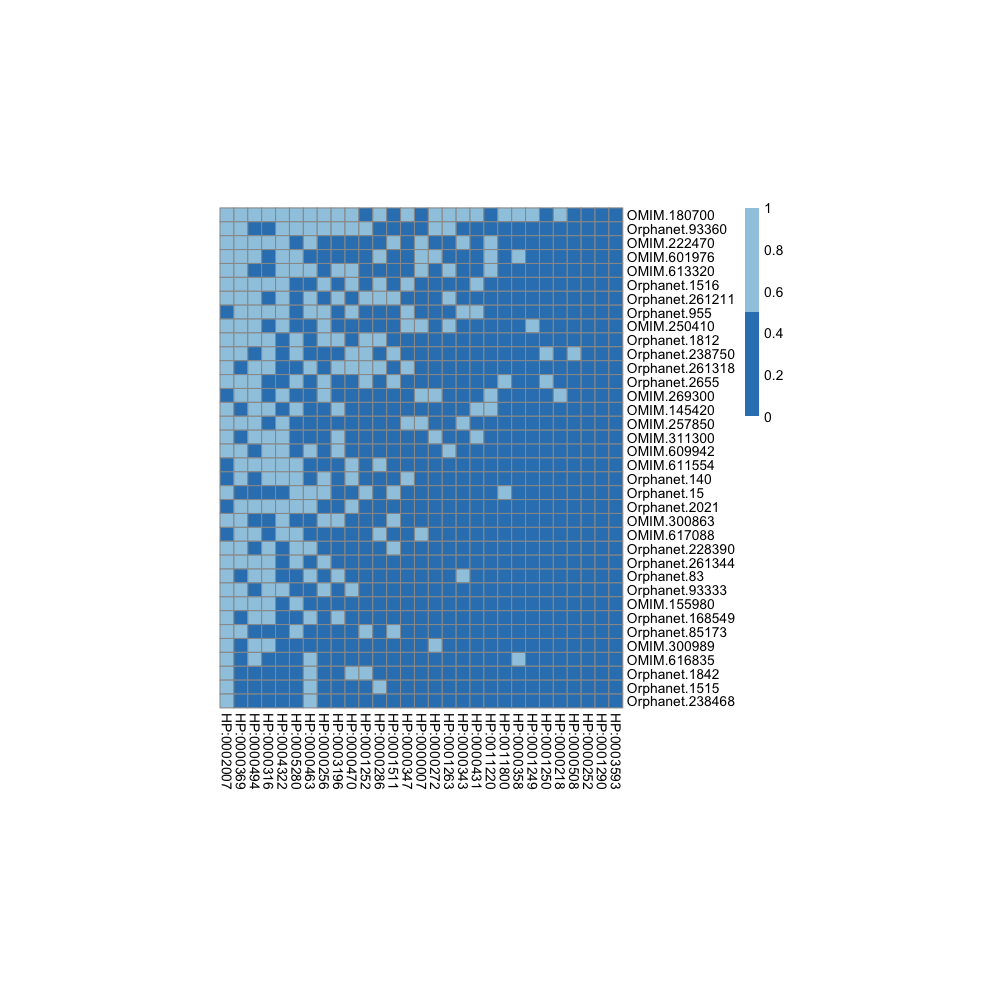 OMIM.180700
Orphanet.93360
OMIM.222470
OMIM.601976
OMIM.613320
Orphanet.1516
Orphanet.261211
Orphanet.955
OMIM.250410
Orphanet.1812
Orphanet.238750
Orphanet.261318
Orphanet.2655
OMIM.269300
OMIM.145420
OMIM.257850
OMIM.311300
OMIM.609942
OMIM.611554
Orphanet.140
Orphanet.15
Orphanet.2021
OMIM.300863
OMIM.617088
Orphanet.228390
Orphanet.261344
Orphanet.83
Orphanet.93333
OMIM.155980
Orphanet.168549
Orphanet.85173
OMIM.300989
OMIM.616835
Orphanet.1842
Orphanet.1515
Orphanet.238468
1
0.8
0.6
0.4
0.2
0
HP:0002007
HP:0000369
HP:0000494
HP:0000316
HP:0004322
HP:0005280
HP:0000463
HP:0000256
HP:0003196
HP:0000470
HP:0001252
HP:0000286
HP:0001511
HP:0000347
HP:0000007
HP:0000272
HP:0001263
HP:0000343
HP:0000431
HP:0011220
HP:0011800
HP:0000358
HP:0001249
HP:0001250
HP:0000218
HP:0000508
HP:0000252
HP:0001290
HP:0003593